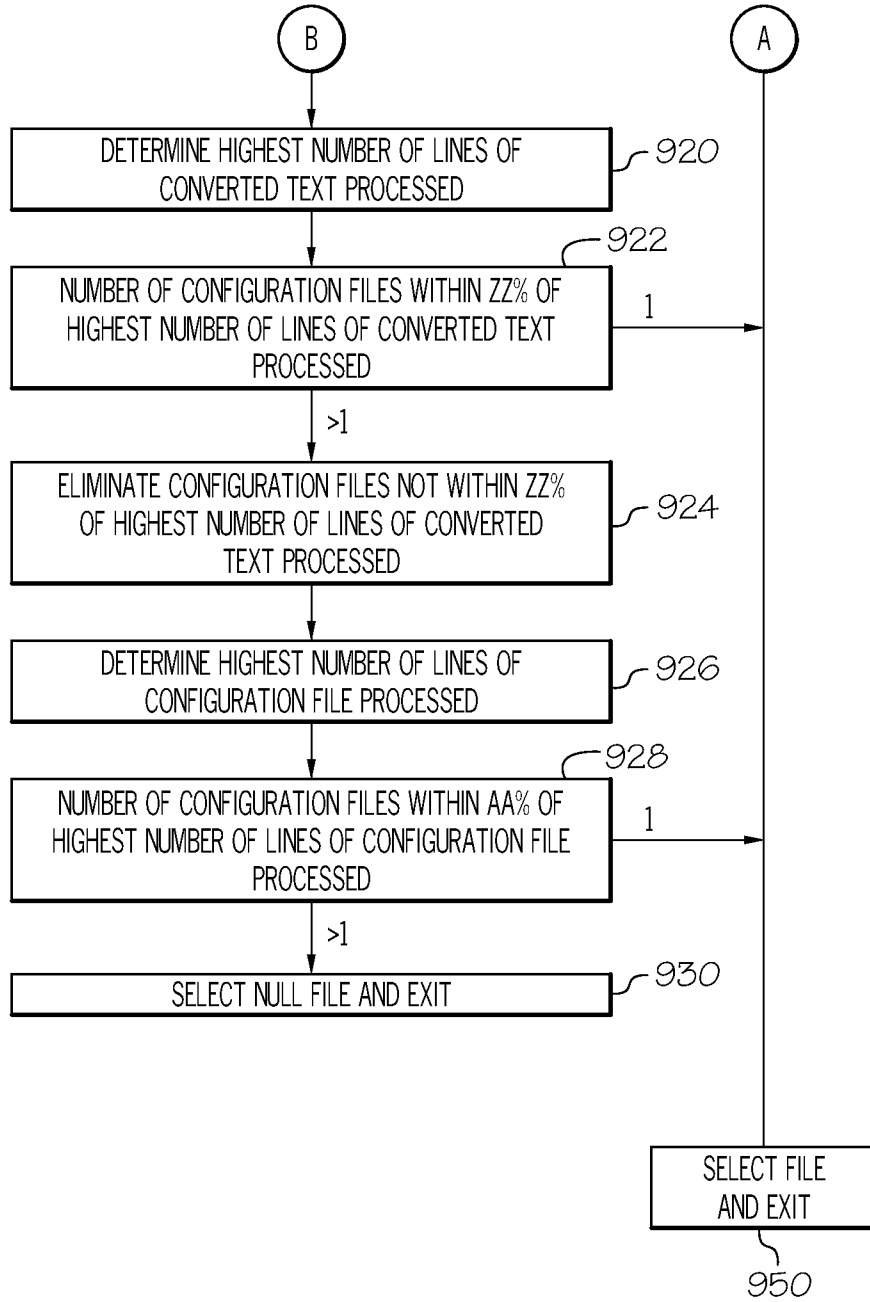 B
A
DETERMINE HIGHEST NUMBER OF LINES OF
CONVERTED TEXT PROCESSED
920
922
NUMBER OF CONFIGURATION FILES WITHIN ZZ% OF
HIGHEST NUMBER OF LINES OF CONVERTED TEXT
PROCESSED
1
>1
ELIMINATE CONFIGURATION FILES NOT WITHIN ZZ%
OF HIGHEST NUMBER OF LINES OF CONVERTED
TEXT PROCESSED
924
DETERMINE HIGHEST NUMBER OF LINES OF
CONFIGURATION FILE PROCESSED
926
928
NUMBER OF CONFIGURATION FILES WITHIN AA% OF
HIGHEST NUMBER OF LINES OF CONFIGURATION FILE
PROCESSED
1
>1
SELECT NULL FILE AND EXIT
930
SELECT FILE
AND EXIT
950